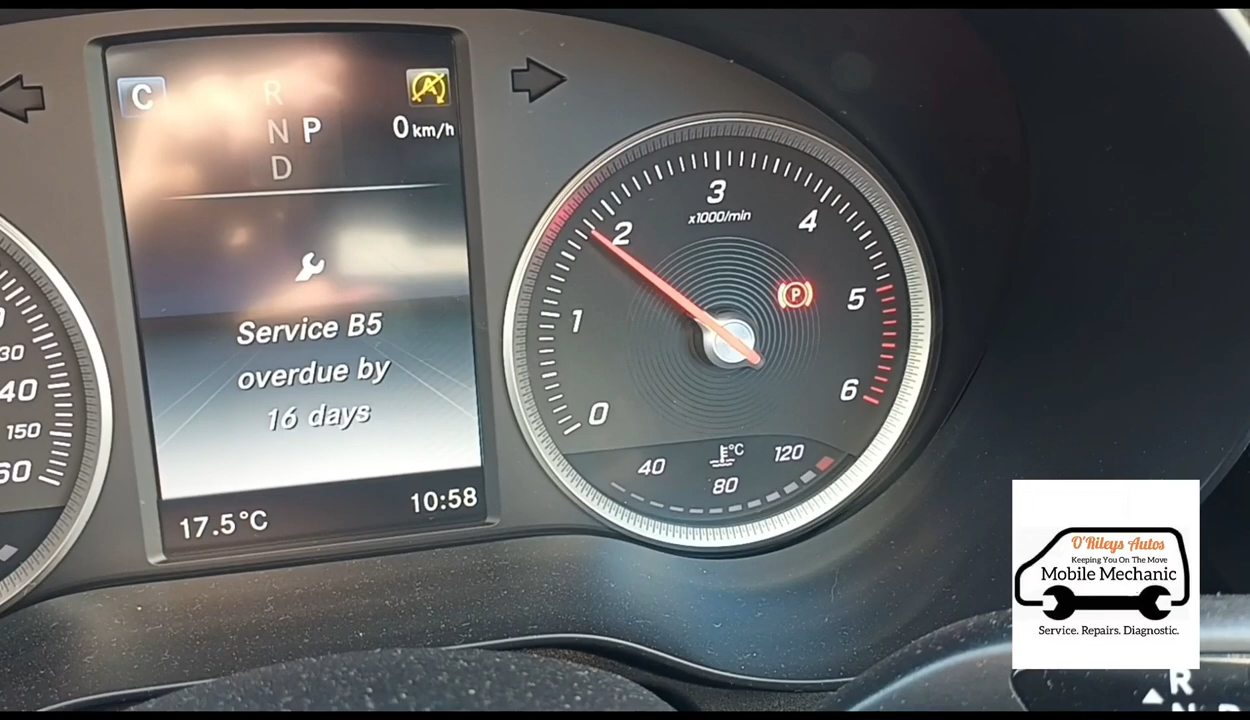 C
R
N P
D
0 km/h
Service B5
overdue by
16 days
17.5°C
10:58
30
40
150
60
0
1
2
3
4
5
6
x1000/min
P
°C
40
80
120
O'Rileys Autos
Keeping You On The Move
Mobile Mechanic
Service. Repairs. Diagnostic.
R